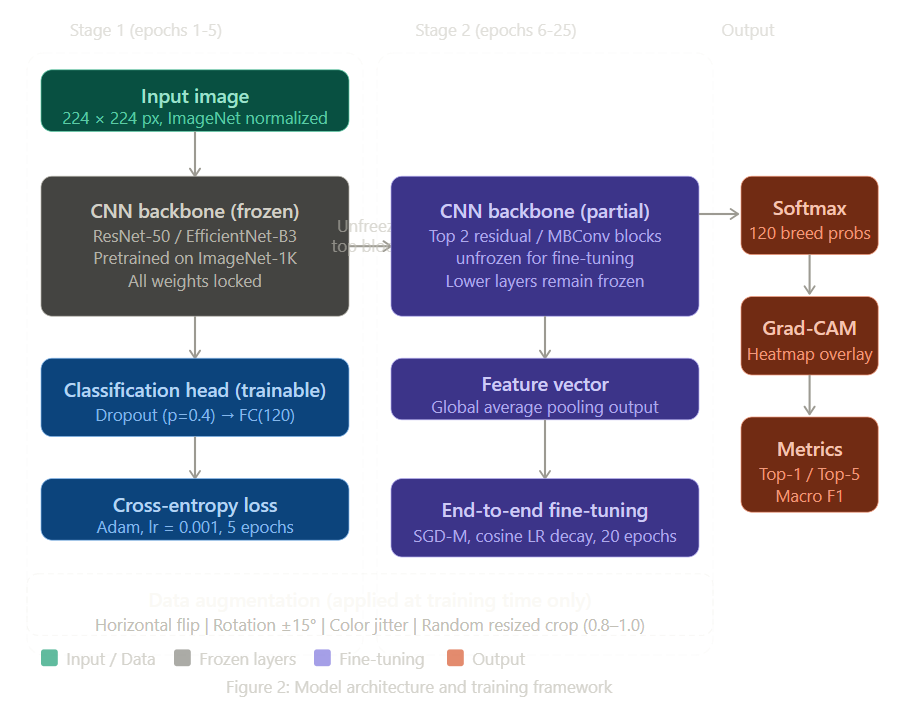 Stage 1 (epochs 1-5)
Stage 2 (epochs 6-25)
Output
Input image
224 × 224 px, ImageNet normalized
CNN backbone (frozen)
ResNet-50 / EfficientNet-B3
Pretrained on ImageNet-1K
All weights locked
Classification head (trainable)
Dropout (p=0.4) → FC(120)
Cross-entropy loss
Adam, lr = 0.001, 5 epochs
Unfreez
top blo
CNN backbone (partial)
Top 2 residual / MBConv blocks
unfrozen for fine-tuning
Lower layers remain frozen
Feature vector
Global average pooling output
End-to-end fine-tuning
SGD-M, cosine LR decay, 20 epochs
Softmax
120 breed probs
Grad-CAM
Heatmap overlay
Metrics
Top-1 / Top-5
Macro F1
Data augmentation (applied at training time only)
Horizontal flip | Rotation ±15° | Color jitter | Random resized crop (0.8–1.0)
Input / Data
Frozen layers
Fine-tuning
Output
Figure 2: Model architecture and training framework